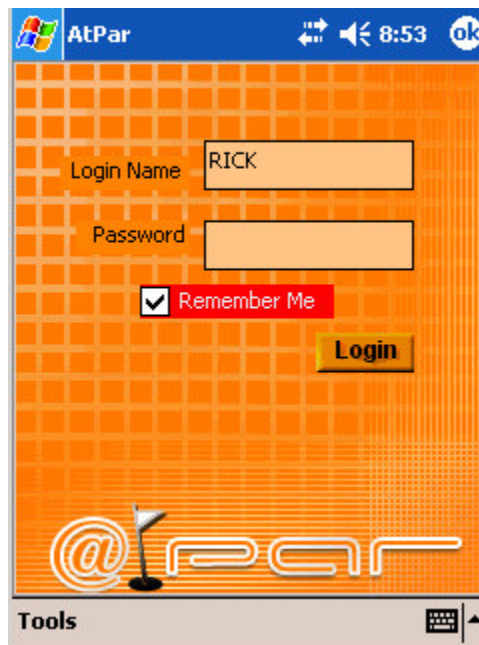 AtPar 8:53 ok
Login Name RICK
Password
Remember Me
Login
@par
Tools